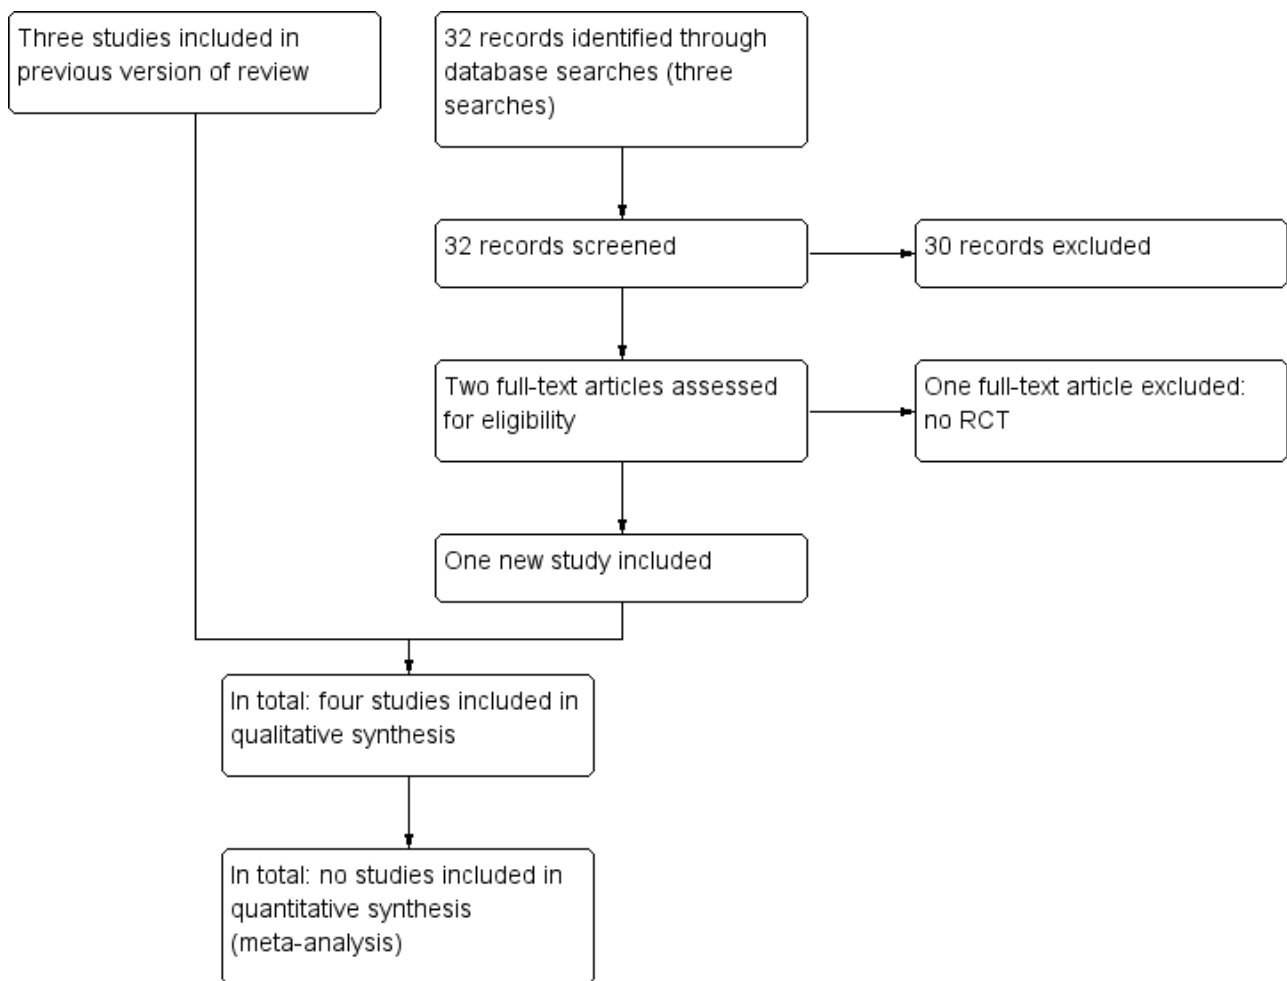 Three studies included in
previous version of review
32 records identified through
database searches (three
searches)
32 records screened
30 records excluded
Two full-text articles assessed
for eligibility
One full-text article excluded:
no RCT
One new study included
In total: four studies included in
qualitative synthesis
In total: no studies included in
quantitative synthesis
(meta-analysis)